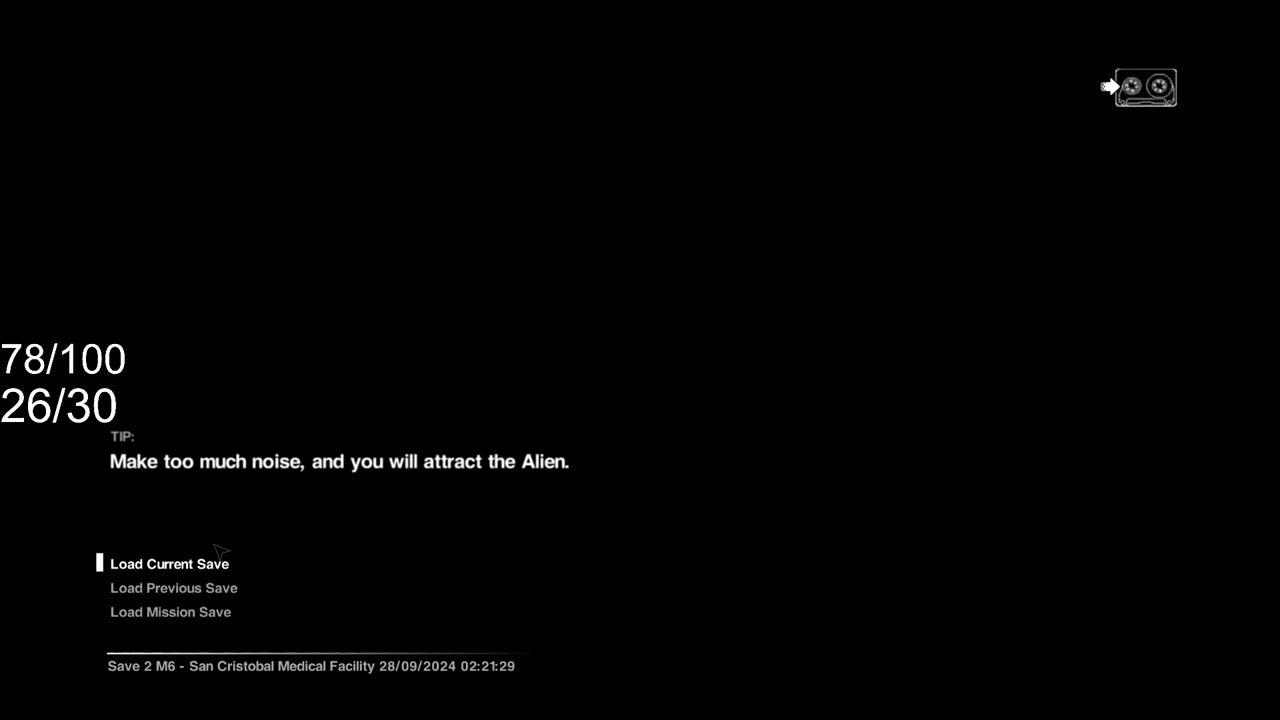 78/100
26/30
TIP:
Make too much noise, and you will attract the Alien.
Load Current Save
Load Previous Save
Load Mission Save
Save 2 M6 - San Cristobal Medical Facility 28/09/2024 02:21:29